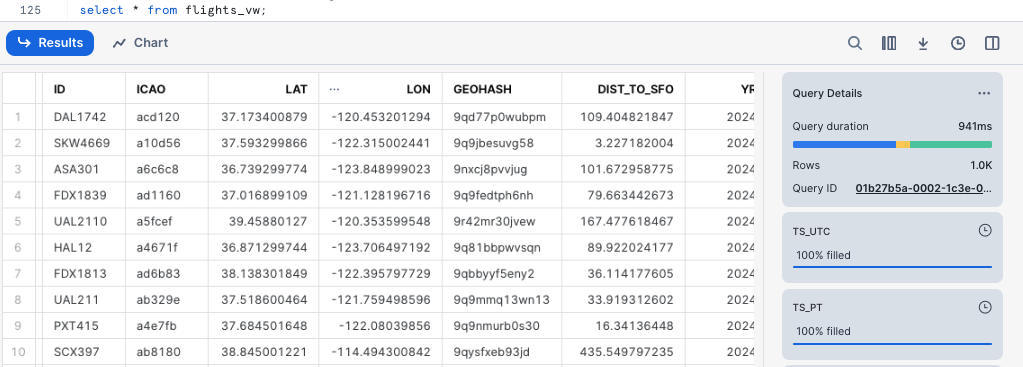 125 select * from flights_vw;
Results Chart
ID ICAO LAT ... LON GEOHASH DIST_TO_SFO YR
1 DAL1742 acd120 37.173400879 -120.453201294 9qd77p0wubpm 109.404821847 2024
2 SKW4669 a10d56 37.593299866 -122.315002441 9q9jbesuvg58 3.227182004 2024
3 ASA301 a6c6c8 36.739299774 -123.848999023 9nxcj8pvvjug 101.672958775 2024
4 FDX1839 ad1160 37.016899109 -121.128196716 9q9fedtph6nh 79.663442673 2024
5 UAL2110 a5fcef 39.45880127 -120.353599548 9r42mr30jvew 167.477618467 2024
6 HAL12 a4671f 36.871299744 -123.706497192 9q81bbpwvsqn 89.922024177 2024
7 FDX1813 ad6b83 38.138301849 -122.395797729 9qbbyyf5eny2 36.114177605 2024
8 UAL211 ab329e 37.518600464 -121.759498596 9q9mmq13wn13 33.919312602 2024
9 PXT415 a4e7fb 37.684501648 -122.08039856 9q9nmurb0s30 16.34136448 2024
10 SCX397 ab8180 38.845001221 -114.494300842 9qysfxeb93jd 435.549797235 2024
Query Details ...
Query duration 941ms
Rows 1.0K
Query ID 01b27b5a-0002-1c3e-0...
TS_UTC
100% filled
TS_PT
100% filled